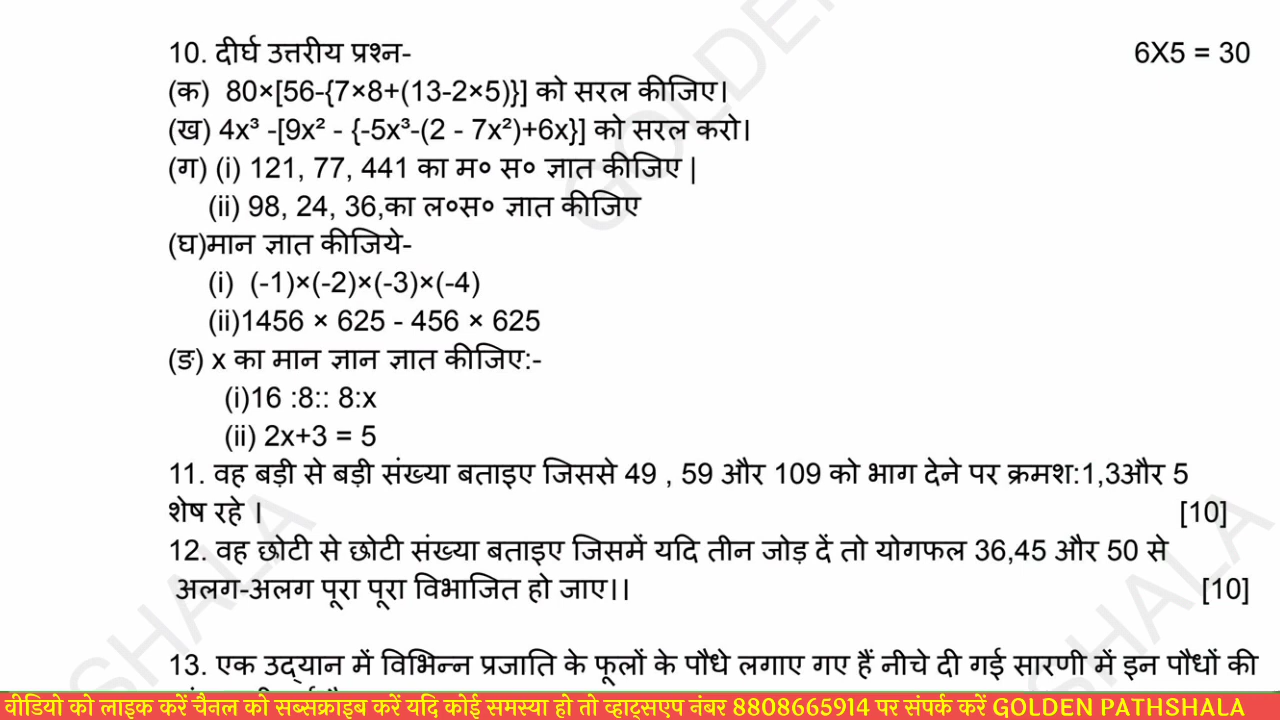 10. दीर्घ उत्तरीय प्रश्न- 6X5 = 30
(क) 80×[56-{7×8+(13-2×5)}] को सरल कीजिए।
(ख) 4x³ -[9x² - {-5x³-(2 - 7x²)+6x}] को सरल करो।
(ग) (i) 121, 77, 441 का म० स० ज्ञात कीजिए |
(ii) 98, 24, 36,का ल०स० ज्ञात कीजिए
(घ)मान ज्ञात कीजिये-
(i) (-1)×(-2)×(-3)×(-4)
(ii)1456 × 625 - 456 × 625
(ङ) x का मान ज्ञान ज्ञात कीजिए:-
(i)16 :8:: 8:x
(ii) 2x+3 = 5
11. वह बड़ी से बड़ी संख्या बताइए जिससे 49 , 59 और 109 को भाग देने पर क्रमश:1,3और 5
शेष रहे । [10]
12. वह छोटी से छोटी संख्या बताइए जिसमें यदि तीन जोड़ दें तो योगफल 36,45 और 50 से
अलग-अलग पूरा पूरा विभाजित हो जाए।। [10]
13. एक उद्यान में विभिन्न प्रजाति के फूलों के पौधे लगाए गए हैं नीचे दी गई सारणी में इन पौधों की
वीडियो को लाइक करें चैनल को सब्सक्राइब करें यदि कोई समस्या हो तो व्हाट्सएप नंबर 8808665914 पर संपर्क करें GOLDEN PATHSHALA